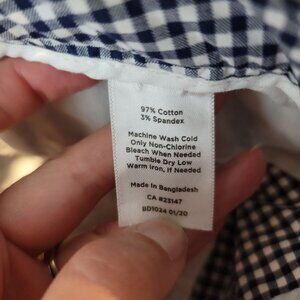 97% Cotton
3% Spandex
Machine Wash Cold
Only Non-Chlorine
Bleach When Needed
Tumble Dry Low
Warm Iron, If Needed
Made in Bangladesh
CA 23147
BD1024 01/20